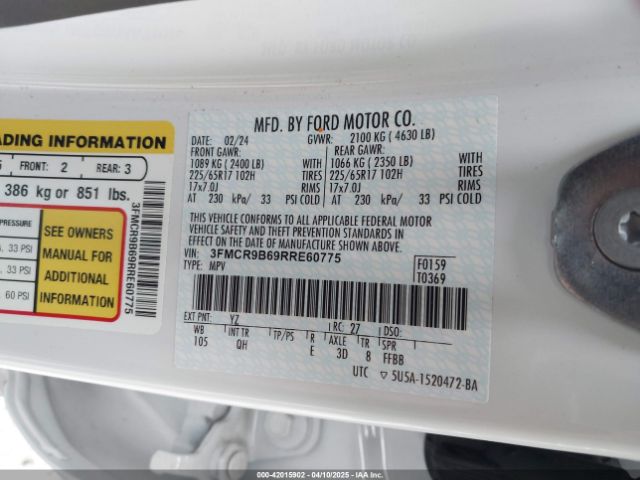 ADING INFORMATION
5 FRONT: 2 REAR: 3
386 kg or 851 lbs.
PRESSURE
33 PSI
33 PSI
60 PSI
SEE OWNERS
MANUAL FOR
ADDITIONAL
INFORMATION
3FMCR9B69RRE60775
MFD. BY FORD MOTOR CO.
DATE: 02/24 GVWR: 2100 KG ( 4630 LB)
FRONT GAWR: REAR GAWR:
1089 KG ( 2400 LB) WITH 1066 KG ( 2350 LB) WITH
225/65R17 102H TIRES 225/65R17 102H TIRES
17x7.0J RIMS 17x7.0J RIMS
AT 230 kPa/ 33 PSI COLD AT 230 kPa/ 33 PSI COLD
THIS VEHICLE CONFORMS TO ALL APPLICABLE FEDERAL MOTOR
VEHICLE SAFETY AND THEFT PREVENTION STANDARDS IN
EFFECT ON THE DATE OF MANUFACTURE SHOWN ABOVE.
VIN: 3FMCR9B69RRE60775
TYPE: MPV
F0159
T0369
EXT PNT: YZ RC: 27 DSO:
WB INT TR TP/PS R AXLE TR SPR
105 QH E 3D 8 FFBB
UTC 5U5A-1520472-BA
000-42015902 - 04/10/2025 - IAAI.COM